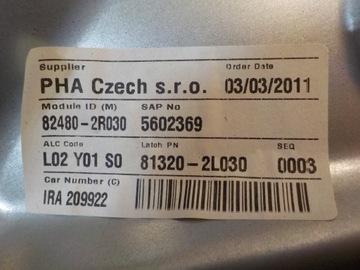 Supplier Order Date
PHA Czech s.r.o. 03/03/2011
Module ID (M) SAP No
82480-2R030 5602369
ALC Code Latch PN SEQ
L02 Y01 S0 81320-2L030 0003
Car Number (C)
IRA 209922